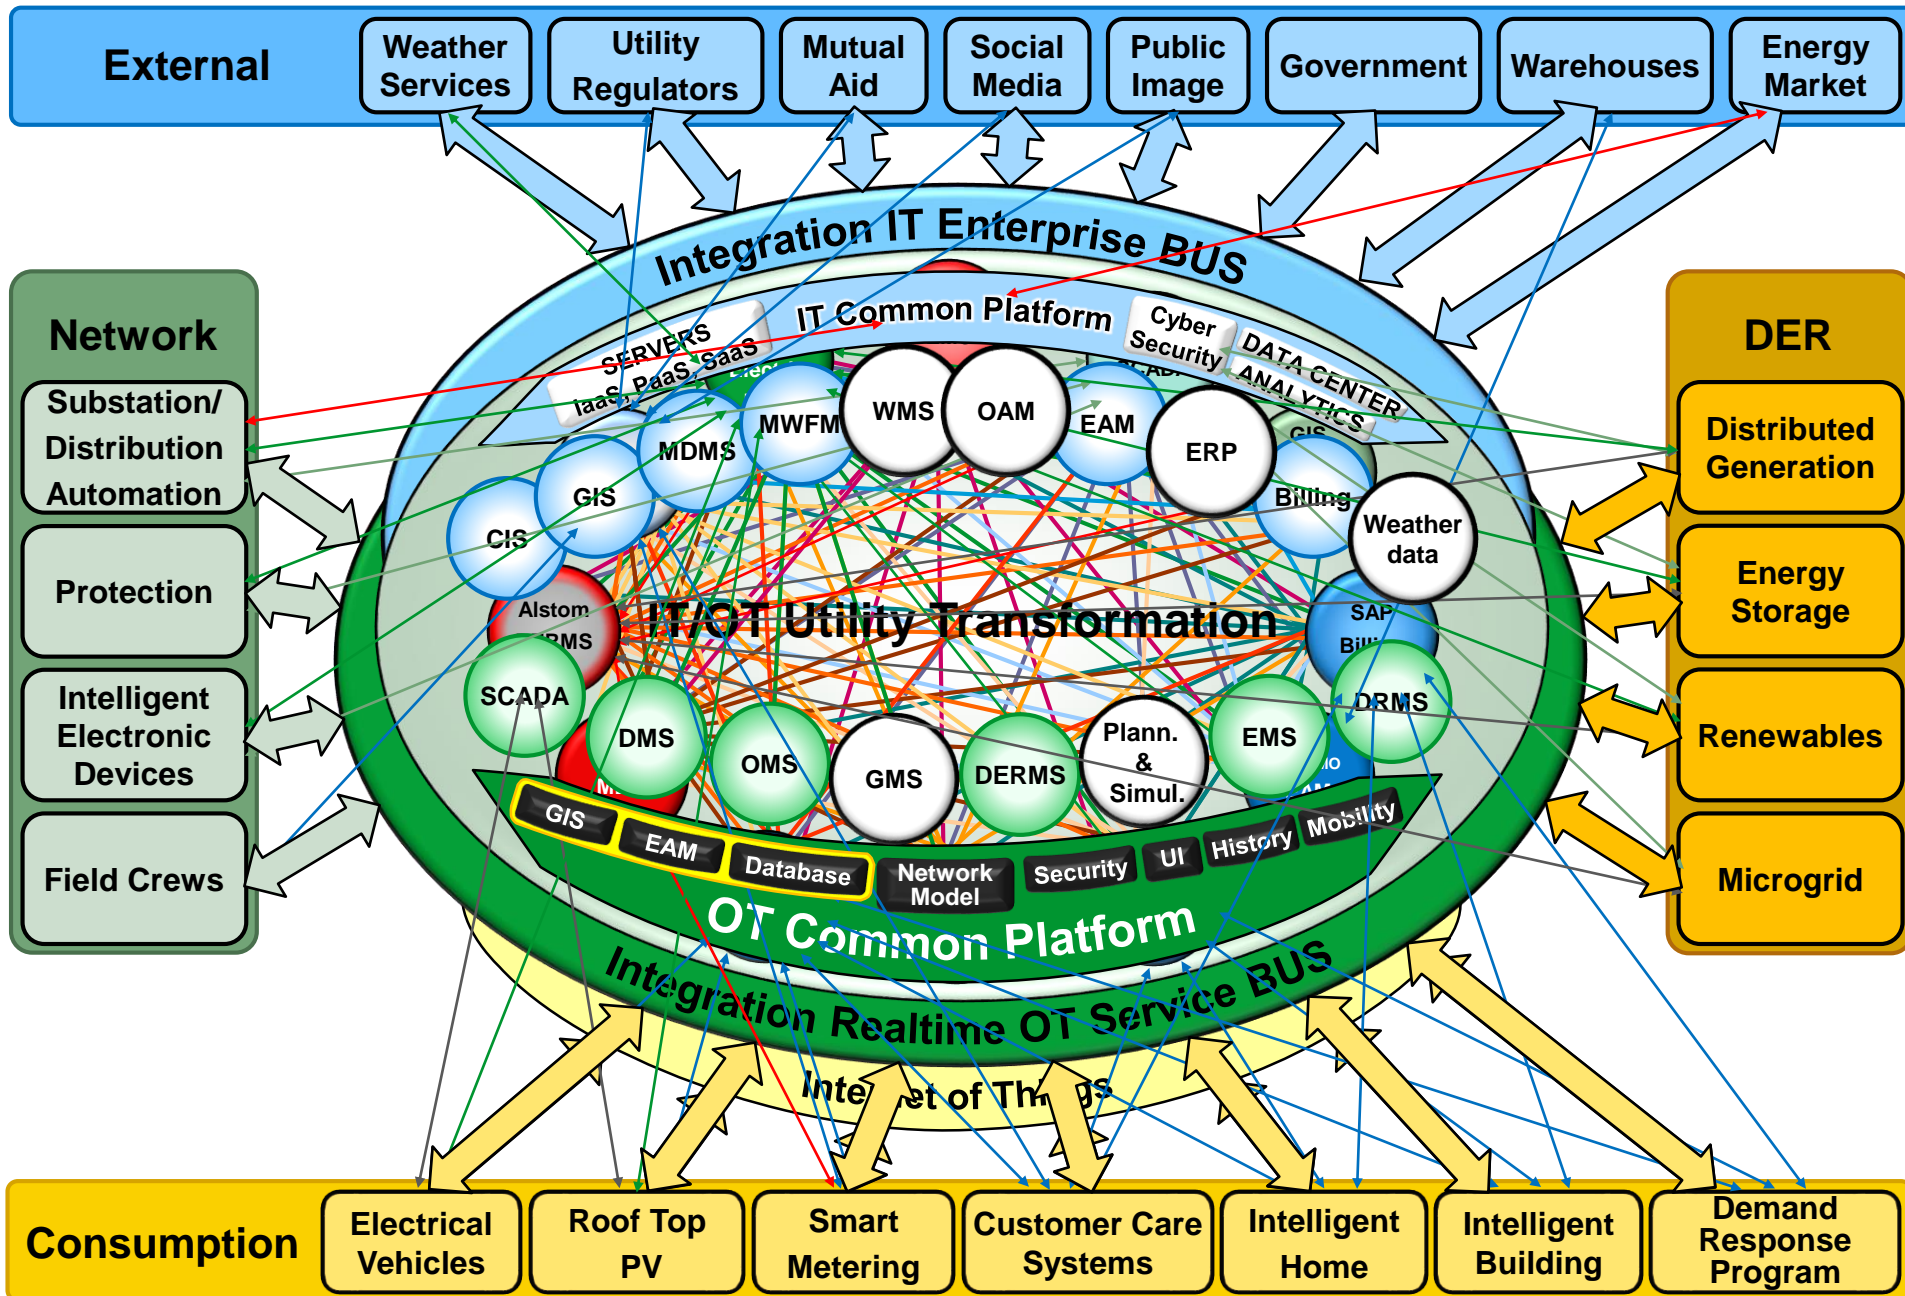 External
Weather
Services
Utility
Regulators
Mutual
Aid
Social
Media
Public
Image
Government
Warehouses
Energy
Market
Integration IT Enterprise BUS
IT Common Platform
SERVERS
IaaS, PaaS, SaaS
Cyber
Security
DATA CENTER
ANALYTICS
Network
Substation/
Distribution
Automation
Protection
Intelligent
Electronic
Devices
Field Crews
DER
Distributed
Generation
Energy
Storage
Renewables
Microgrid
CIS
GIS
MDMS
MWFM
WMS
OAM
EAM
ERP
GIS
Billing
Weather
data
Alstom
IT/OT Utility Transformation
SAP
SCADA
DMS
OMS
GMS
DERMS
Plann.
&
Simul.
EMS
DRMS
GIS
EAM
Database
Network
Model
Security
UI
History
Mobility
OT Common Platform
Integration Realtime OT Service BUS
Internet of Things
Consumption
Electrical
Vehicles
Roof Top
PV
Smart
Metering
Customer Care
Systems
Intelligent
Home
Intelligent
Building
Demand
Response
Program